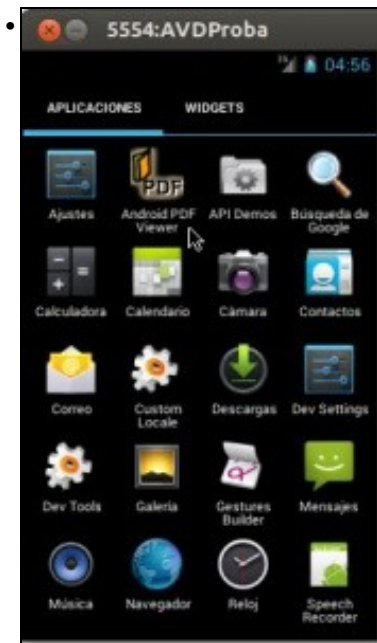 5554:AVDProba
3G 04:56
APLICACIONES WIDGETS
PDF
Ajustes Android PDF Viewer API Demos Búsqueda de Google
Calculadora Calendario Cámara Contactos
Correo Custom Locale Descargas Dev Settings
Dev Tools Galería Gestures Builder Mensajes
Música Navegador Reloj Speech Recorder